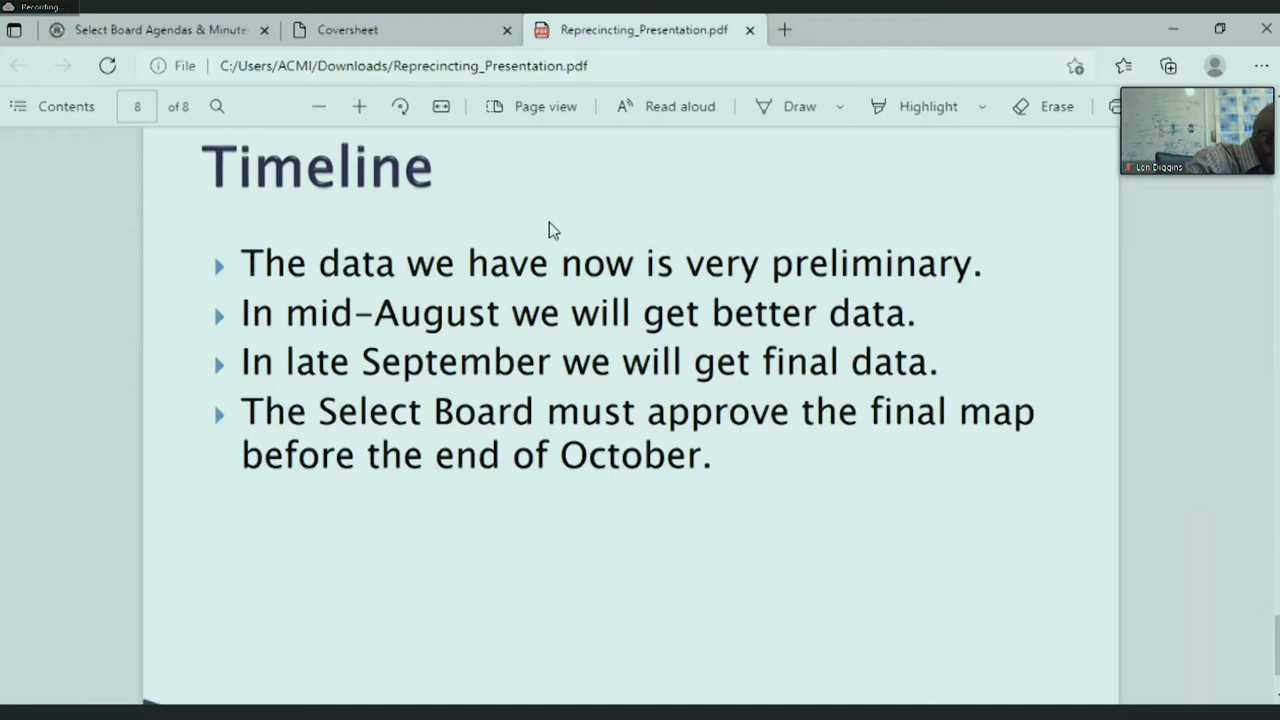 Recording...
Select Board Agendas & Minute
Coversheet
Reprecincting_Presentation.pdf
File
C:/Users/ACMI/Downloads/Reprecincting_Presentation.pdf
Contents
8
of 8
Page view
Read aloud
Draw
Highlight
Erase
Len Diggins
Timeline
The data we have now is very preliminary.
In mid-August we will get better data.
In late September we will get final data.
The Select Board must approve the final map
before the end of October.